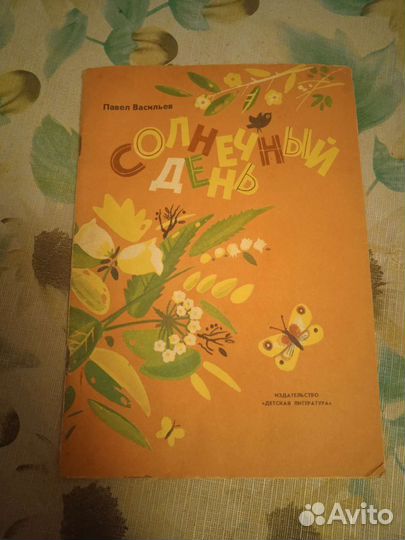 Павел Васильев
СОЛНЕЧНЫЙ
ДЕНЬ
ИЗДАТЕЛЬСТВО
«ДЕТСКАЯ ЛИТЕРАТУРА»
Avito